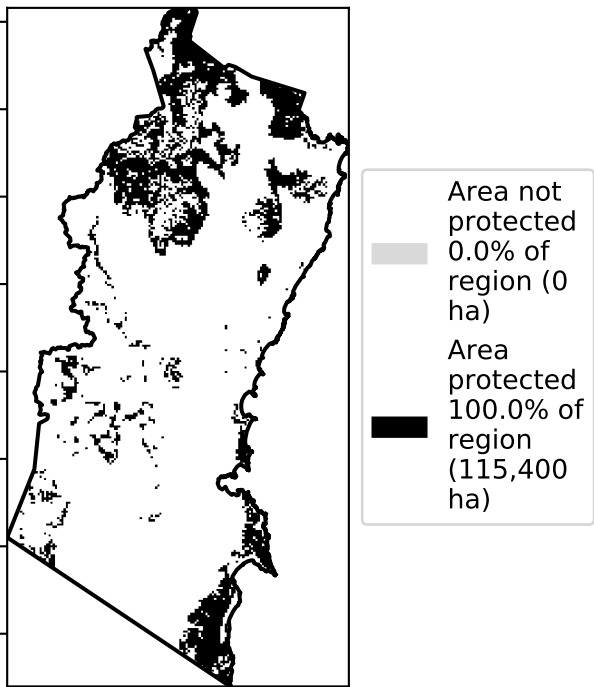 Area not
protected
0.0% of
region (0
ha)
Area
protected
100.0% of
region
(115,400
ha)